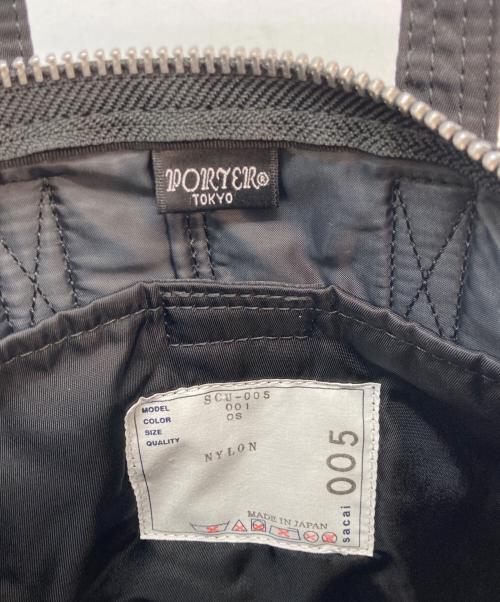 PORTER®
TOKYO
MODEL SCU-005
COLOR 001
SIZE OS
QUALITY
NYLON
MADE IN JAPAN
sacai 005